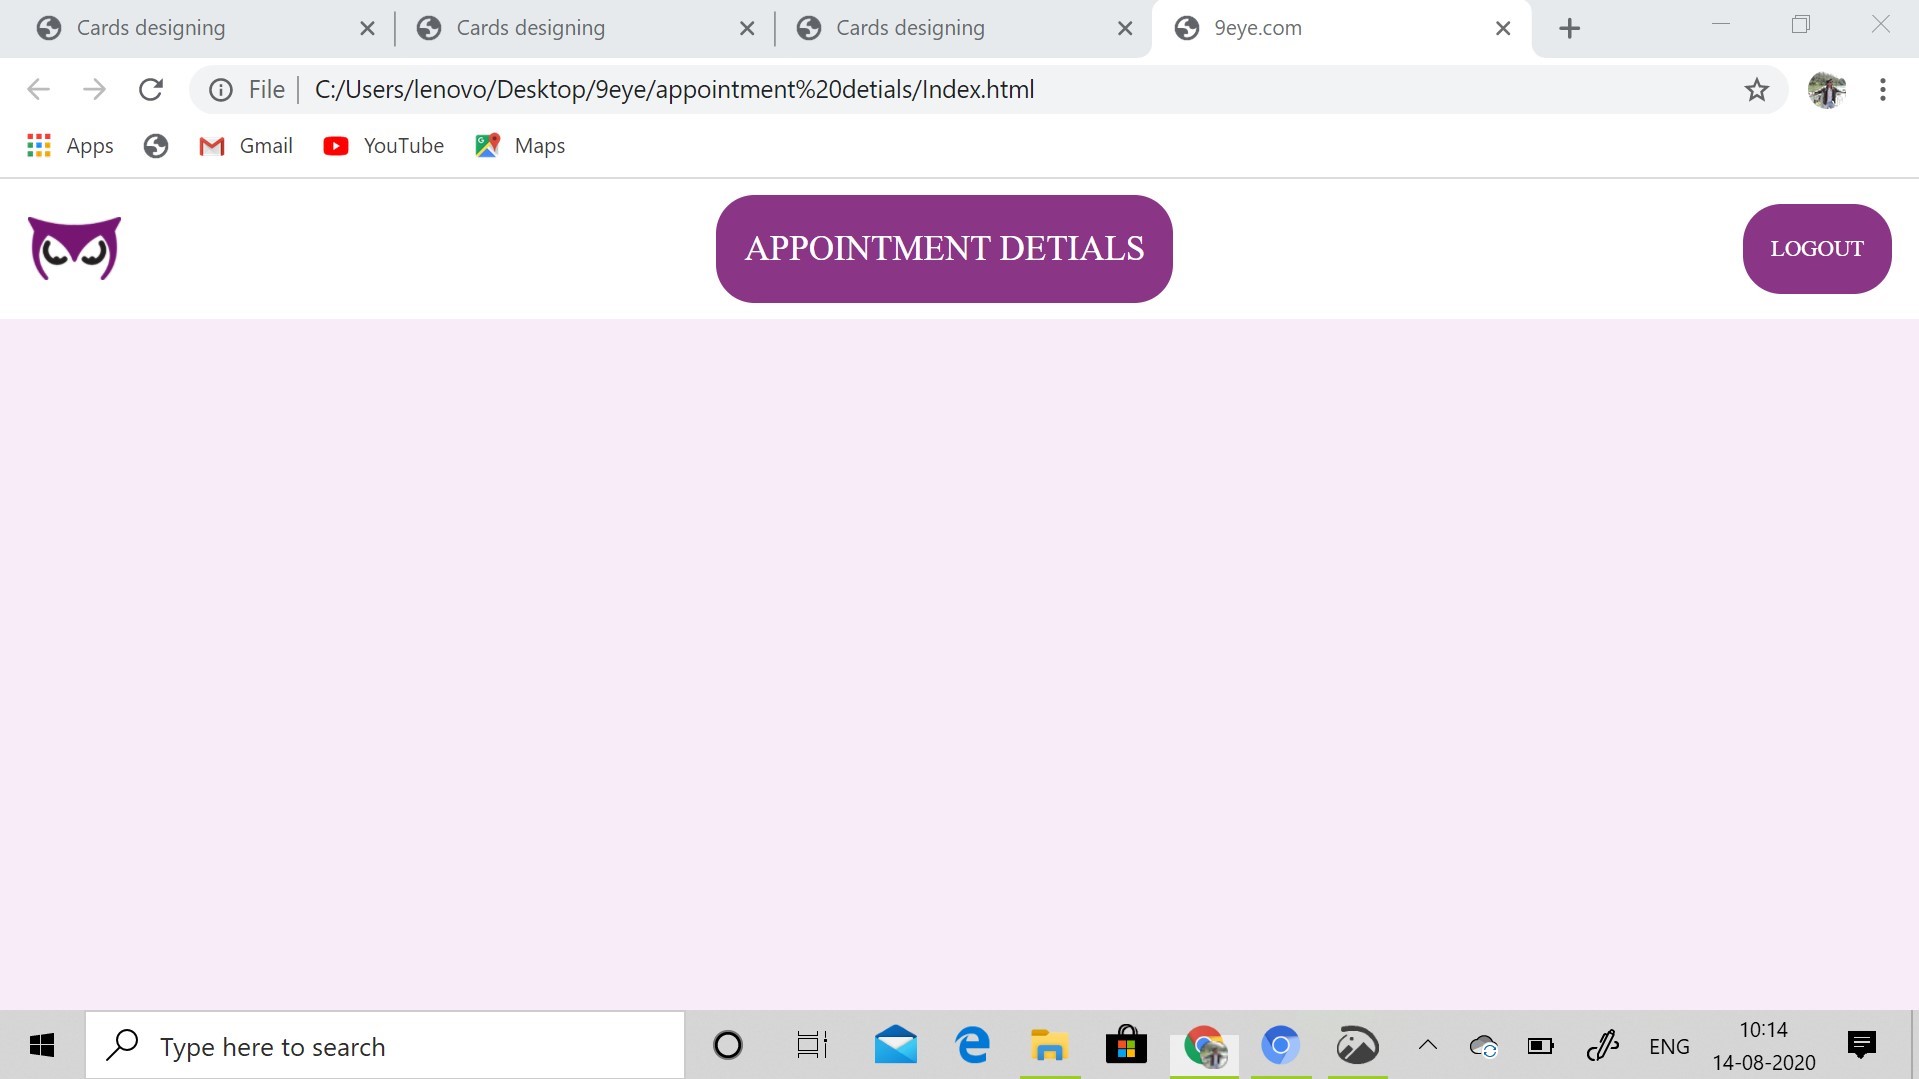 Cards designing
Cards designing
Cards designing
9eye.com
File
C:/Users/lenovo/Desktop/9eye/appointment%20detials/Index.html
Apps
Gmail
YouTube
Maps
APPOINTMENT DETIALS
LOGOUT
Type here to search
ENG
10:14
14-08-2020